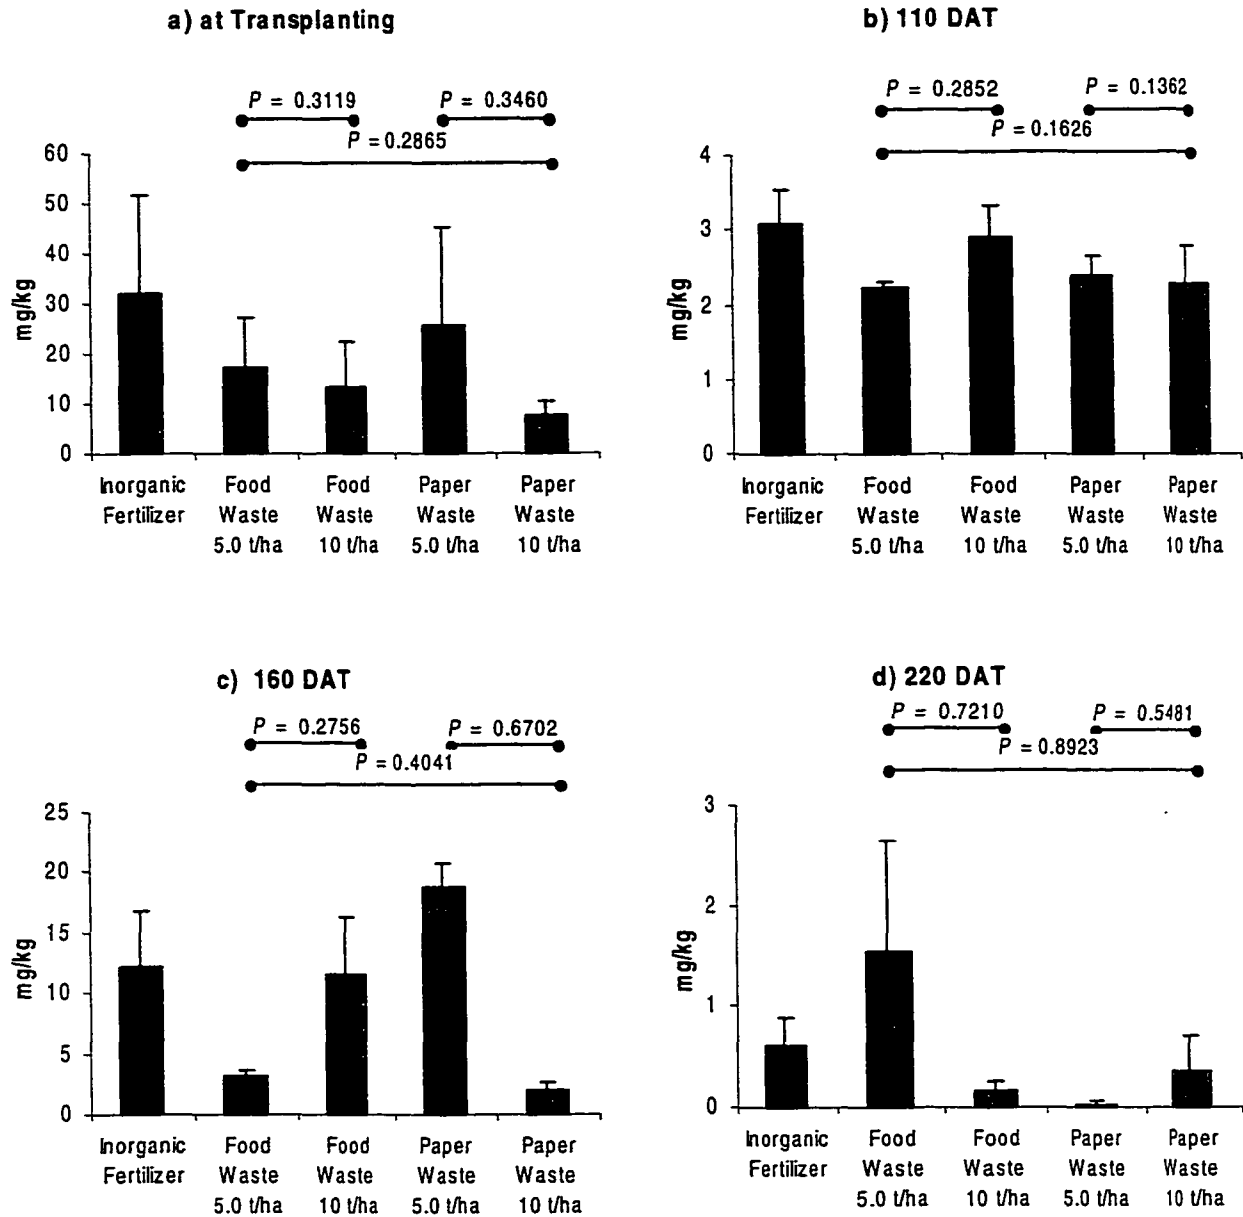 a) at Transplanting
P = 0.3119
P = 0.3460
P = 0.2865
60
50
40
30
20
10
0
mg/kg
Inorganic
Fertilizer
Food
Waste
5.0 t/ha
Food
Waste
10 t/ha
Paper
Waste
5.0 t/ha
Paper
Waste
10 t/ha
b) 110 DAT
P = 0.2852
P = 0.1362
P = 0.1626
4
3
2
1
0
mg/kg
Inorganic
Fertilizer
Food
Waste
5.0 t/ha
Food
Waste
10 t/ha
Paper
Waste
5.0 t/ha
Paper
Waste
10 t/ha
c) 160 DAT
P = 0.2756
P = 0.6702
P = 0.4041
25
20
15
10
5
0
mg/kg
Inorganic
Fertilizer
Food
Waste
5.0 t/ha
Food
Waste
10 t/ha
Paper
Waste
5.0 t/ha
Paper
Waste
10 t/ha
d) 220 DAT
P = 0.7210
P = 0.5481
P = 0.8923
3
2
1
0
mg/kg
Inorganic
Fertilizer
Food
Waste
5.0 t/ha
Food
Waste
10 t/ha
Paper
Waste
5.0 t/ha
Paper
Waste
10 t/ha